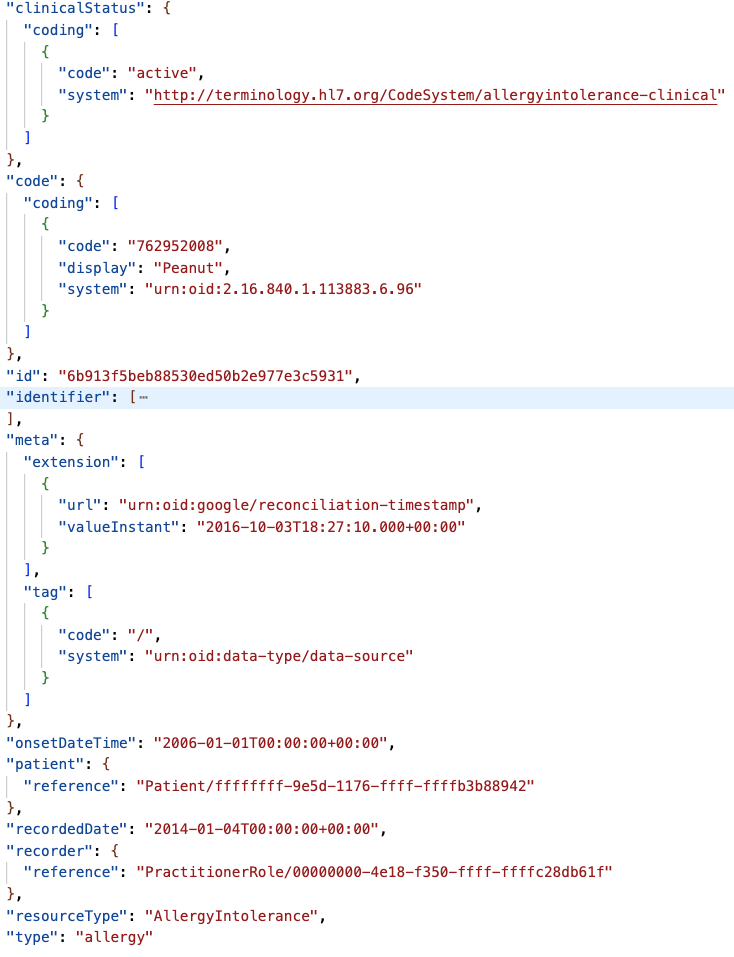 "clinicalStatus": {
"coding": [
{
"code": "active",
"system": "http://terminology.hl7.org/CodeSystem/allergyintolerance-clinical"
}
]
},
"code": {
"coding": [
{
"code": "762952008",
"display": "Peanut",
"system": "urn:oid:2.16.840.1.113883.6.96"
}
]
},
"id": "6b913f5beb88530ed50b2e977e3c5931",
"identifier": [⋯
],
"meta": {
"extension": [
{
"url": "urn:oid:google/reconciliation-timestamp",
"valueInstant": "2016-10-03T18:27:10.000+00:00"
}
],
"tag": [
{
"code": "/",
"system": "urn:oid:data-type/data-source"
}
]
},
"onsetDateTime": "2006-01-01T00:00:00+00:00",
"patient": {
"reference": "Patient/ffffffff-9e5d-1176-ffff-ffffb3b88942"
},
"recordedDate": "2014-01-04T00:00:00+00:00",
"recorder": {
"reference": "PractitionerRole/00000000-4e18-f350-ffff-ffffc28db61f"
},
"resourceType": "AllergyIntolerance",
"type": "allergy"